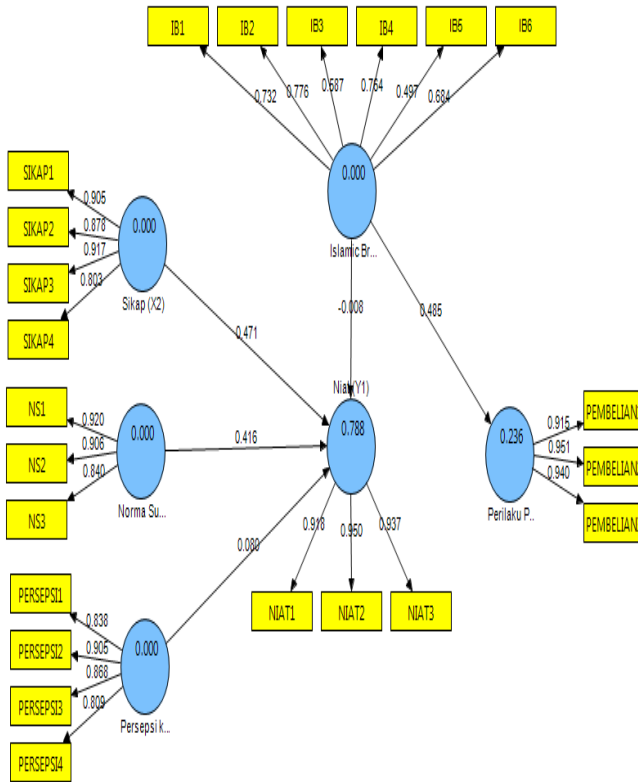 IB1
IB2
IB3
IB4
IB5
IB6
0.732
0.776
0.687
0.764
0.497
0.684
0.000
Islamic Br...
SIKAP1
SIKAP2
SIKAP3
SIKAP4
0.905
0.878
0.917
0.803
0.000
Sikap (X2)
-0.008
0.485
0.471
NS1
NS2
NS3
0.920
0.906
0.840
0.000
Norma Su...
0.416
Niat (Y1)
0.788
0.236
Perilaku P..
0.915
0.951
0.940
PEMBELIAN
PEMBELIAN
PEMBELIAN
0.080
0.918
0.950
0.937
NIAT1
NIAT2
NIAT3
PERSEPSI1
PERSEPSI2
PERSEPSI3
PERSEPSI4
0.838
0.905
0.868
0.809
0.000
Persepsi k...